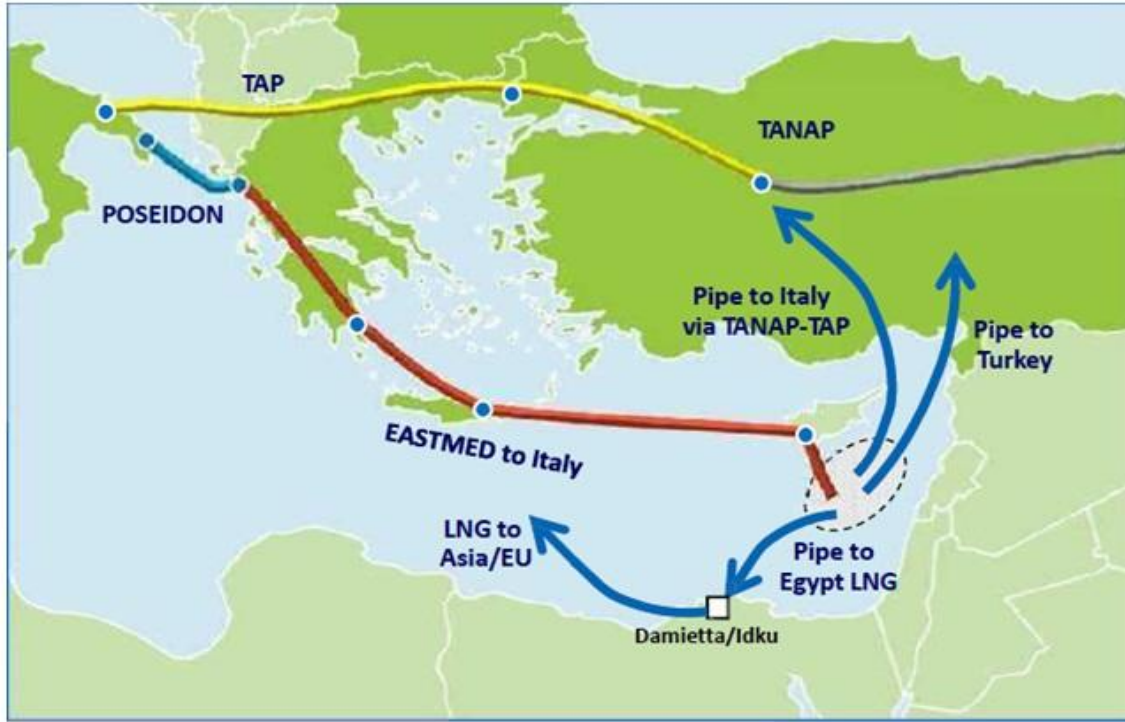 TAP
TANAP
POSEIDON
Pipe to Italy
via TANAP-TAP
Pipe to
Turkey
EASTMED to Italy
LNG to
Asia/EU
Pipe to
Egypt LNG
Damietta/Idku